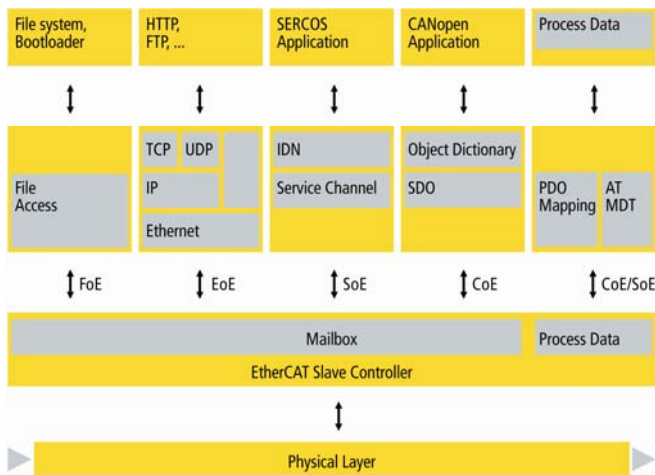 File system,
Bootloader
HTTP,
FTP, ...
SERCOS
Application
CANopen
Application
Process Data
File
Access
TCP
UDP
IP
Ethernet
IDN
Service Channel
Object Dictionary
SDO
PDO
Mapping
AT
MDT
FoE
EoE
SoE
CoE
CoE/SoE
Mailbox
Process Data
EtherCAT Slave Controller
Physical Layer